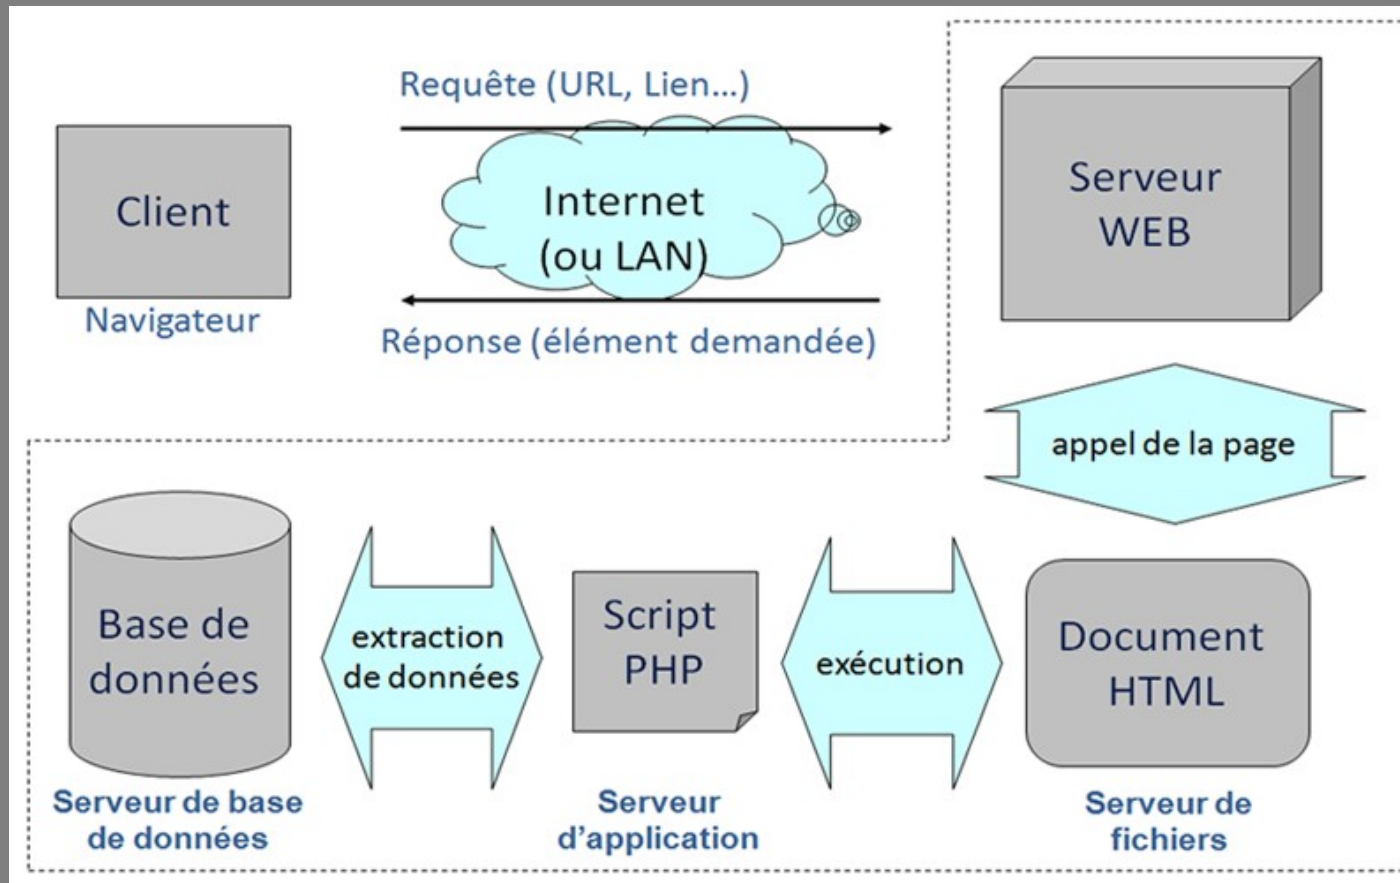 Requête (URL, Lien...)
Client
Navigateur
Internet
(ou LAN)
Réponse (élément demandée)
Serveur
WEB
appel de la page
Base de
données
extraction
de données
Script
PHP
exécution
Document
HTML
Serveur de base
de données
Serveur
d'application
Serveur de
fichiers